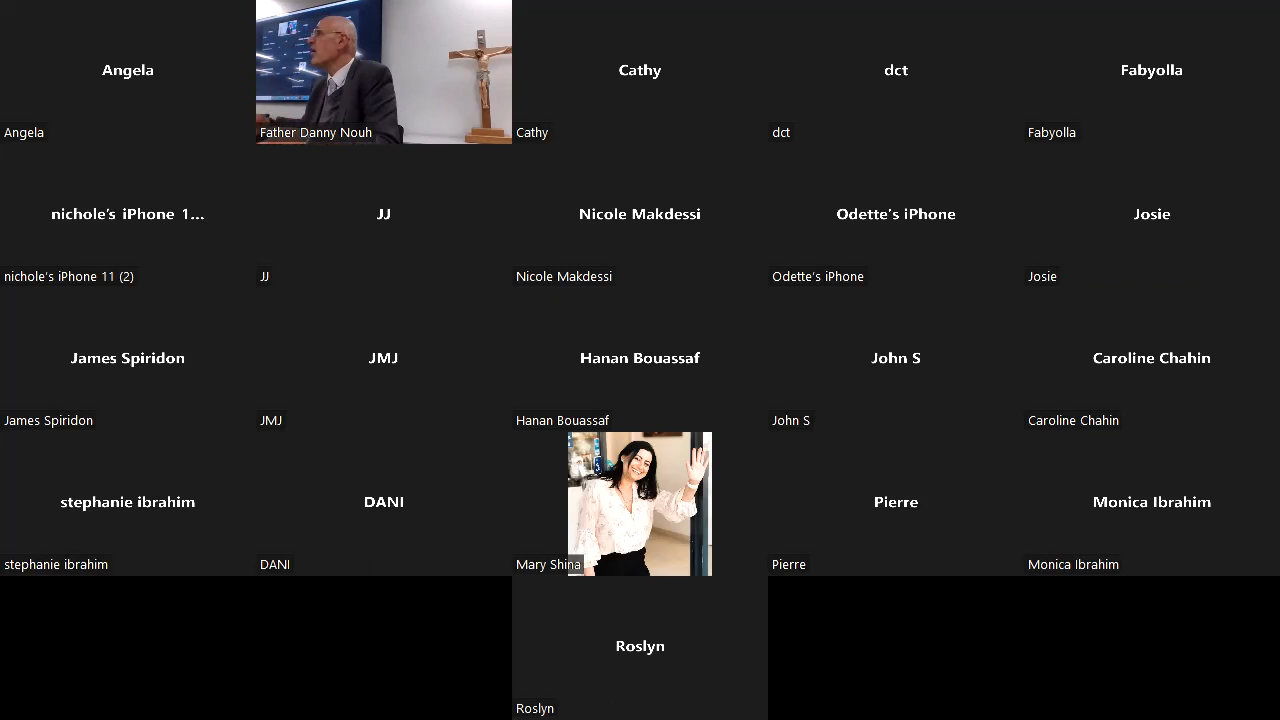 Angela
Angela
Father Danny Nouh
Cathy
Cathy
dct
dct
Fabyolla
Fabyolla
nichole's iPhone 1...
nichole's iPhone 11 (2)
JJ
JJ
Nicole Makdessi
Nicole Makdessi
Odette's iPhone
Odette's iPhone
Josie
Josie
James Spiridon
James Spiridon
JMJ
JMJ
Hanan Bouassaf
Hanan Bouassaf
John S
John S
Caroline Chahin
Caroline Chahin
stephanie ibrahim
stephanie ibrahim
DANI
DANI
Mary Shina
Pierre
Pierre
Monica Ibrahim
Monica Ibrahim
Roslyn
Roslyn